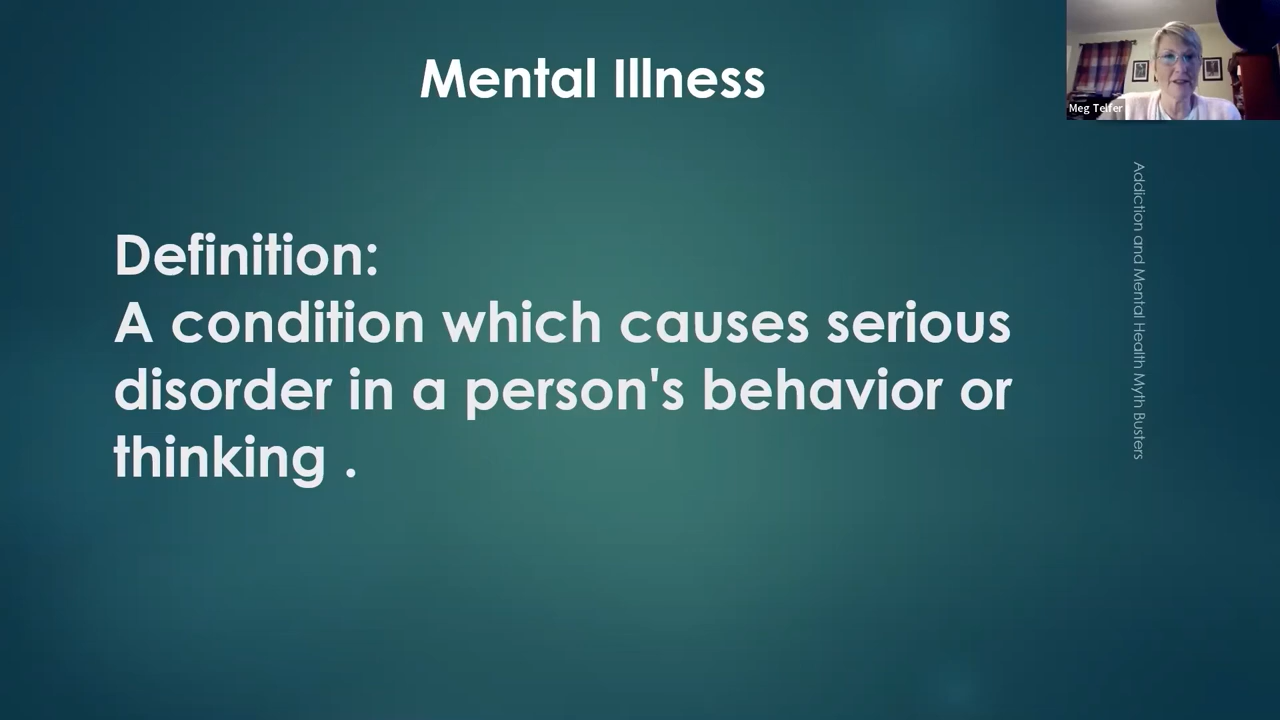 Mental Illness
Meg Telfer
Definition:
A condition which causes serious
disorder in a person's behavior or
thinking .
Addiction and Mental Health Myth Busters